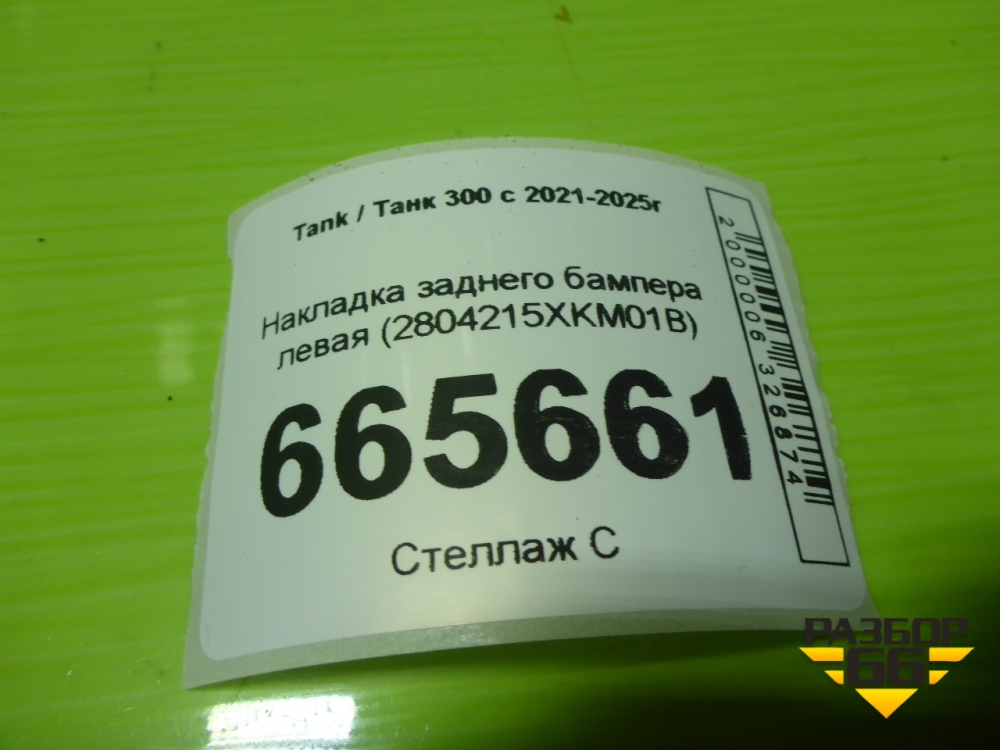 Tank / Танк 300 с 2021-2025г
Накладка заднего бампера
левая (2804215XKM01B)
665661
Стеллаж С
2000006326874
РАЗБОР
66